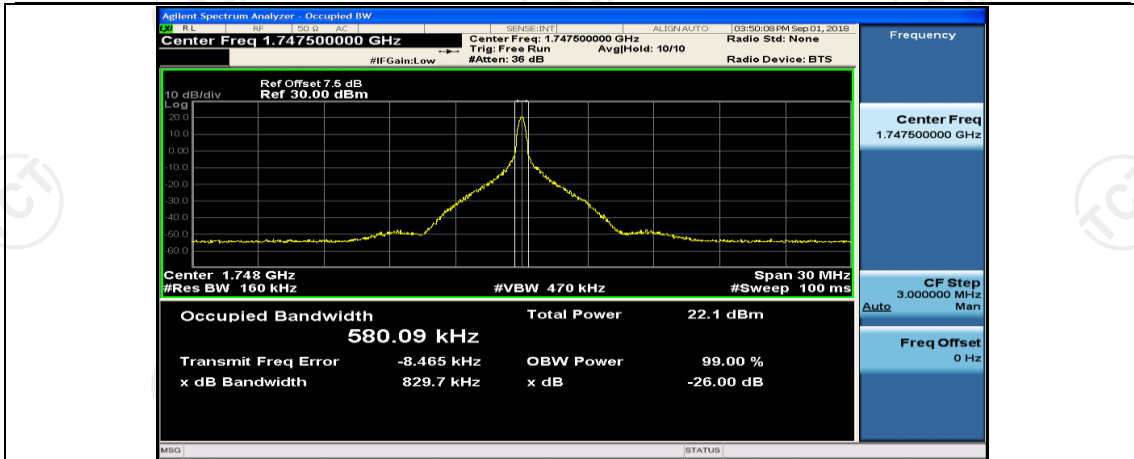 Agilent Spectrum Analyzer - Occupied BW
LXI RL RF 50 Ω AC SENSE:INT ALIGN AUTO 03:50:08 PM Sep 01, 2018
Center Freq 1.747500000 GHz
Center Freq: 1.747500000 GHz Radio Std: None
Trig: Free Run Avg|Hold: 10/10
#IFGain:Low #Atten: 36 dB Radio Device: BTS
Ref Offset 7.5 dB
10 dB/div Ref 30.00 dBm
Log
20.0
10.0
0.00
-10.0
-20.0
-30.0
-40.0
-50.0
-60.0
Center 1.748 GHz Span 30 MHz
#Res BW 160 kHz #VBW 470 kHz #Sweep 100 ms
Occupied Bandwidth Total Power 22.1 dBm
580.09 kHz
Transmit Freq Error -8.465 kHz OBW Power 99.00 %
x dB Bandwidth 829.7 kHz x dB -26.00 dB
MSG STATUS
Frequency
Center Freq
1.747500000 GHz
CF Step
3.000000 MHz
Auto Man
Freq Offset
0 Hz
TCT
TCT